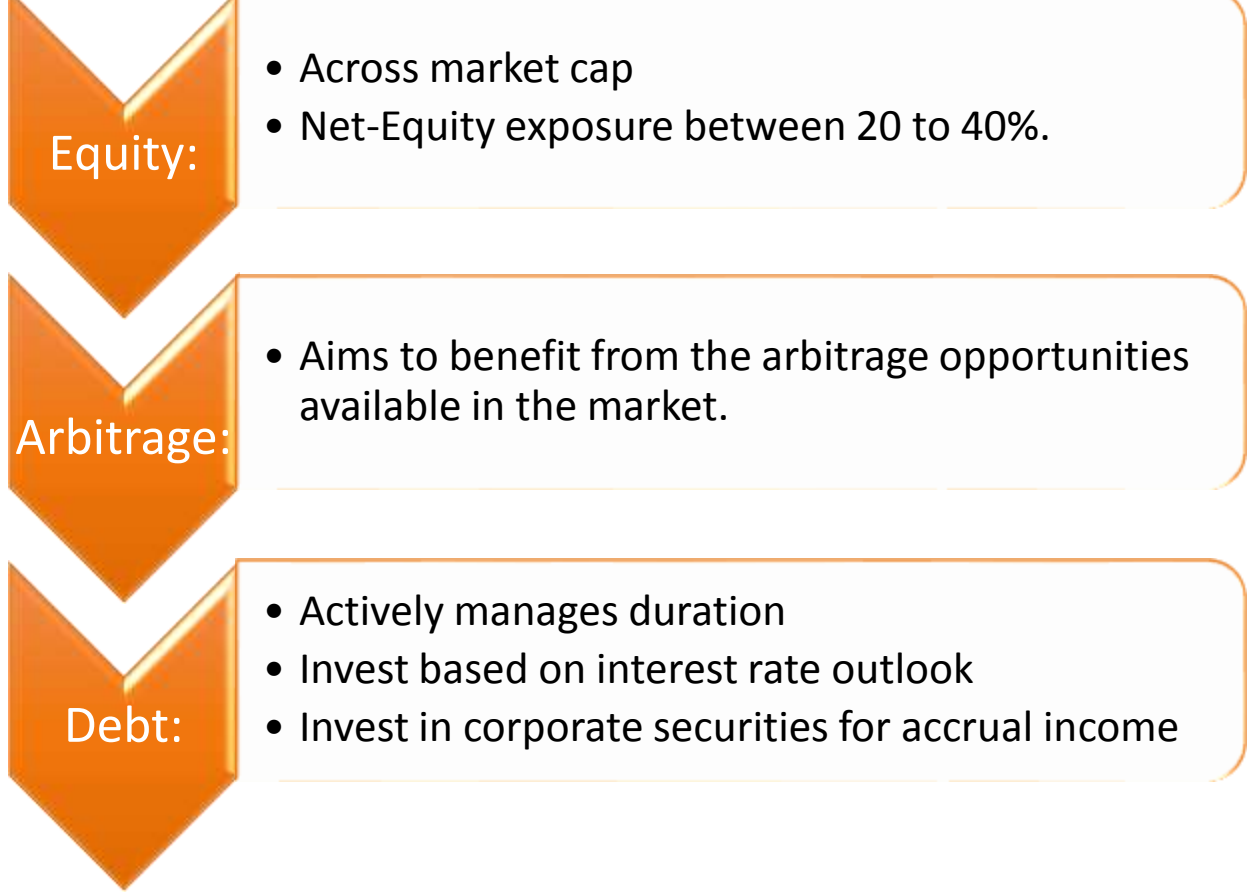 Equity:
• Across market cap
• Net-Equity exposure between 20 to 40%.
Arbitrage:
• Aims to benefit from the arbitrage opportunities
available in the market.
Debt:
• Actively manages duration
• Invest based on interest rate outlook
• Invest in corporate securities for accrual income